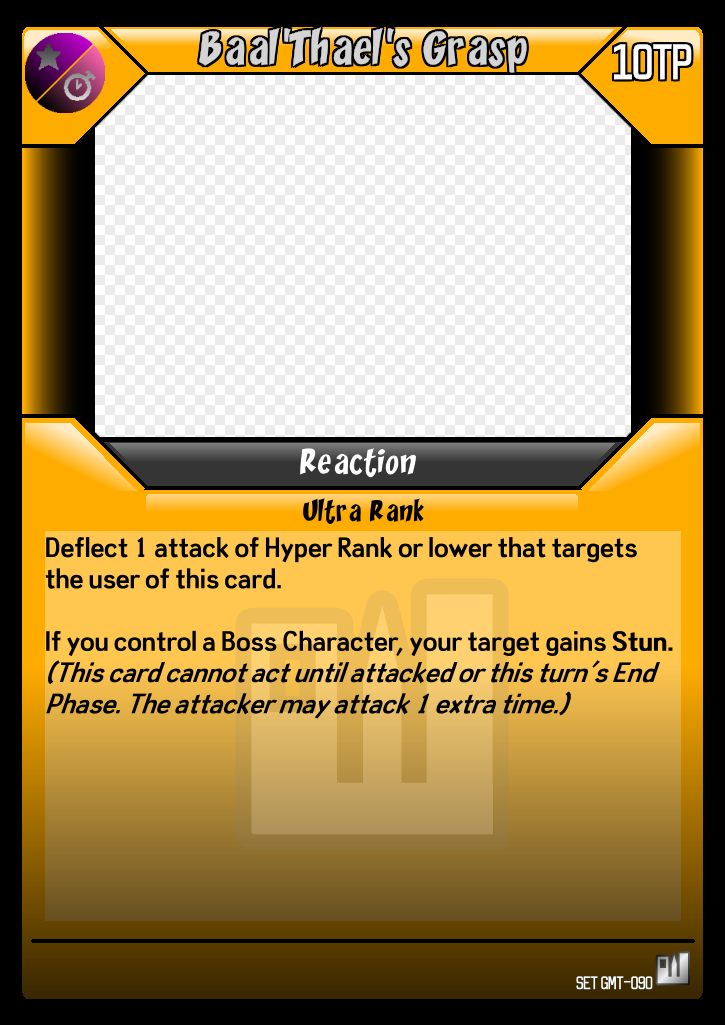 Baal'Thael's Grasp
10TP
Reaction
Ultra Rank
Deflect 1 attack of Hyper Rank or lower that targets
the user of this card.
If you control a Boss Character, your target gains Stun.
(This card cannot act until attacked or this turn's End
Phase. The attacker may attack 1 extra time.)
SET GMT-090